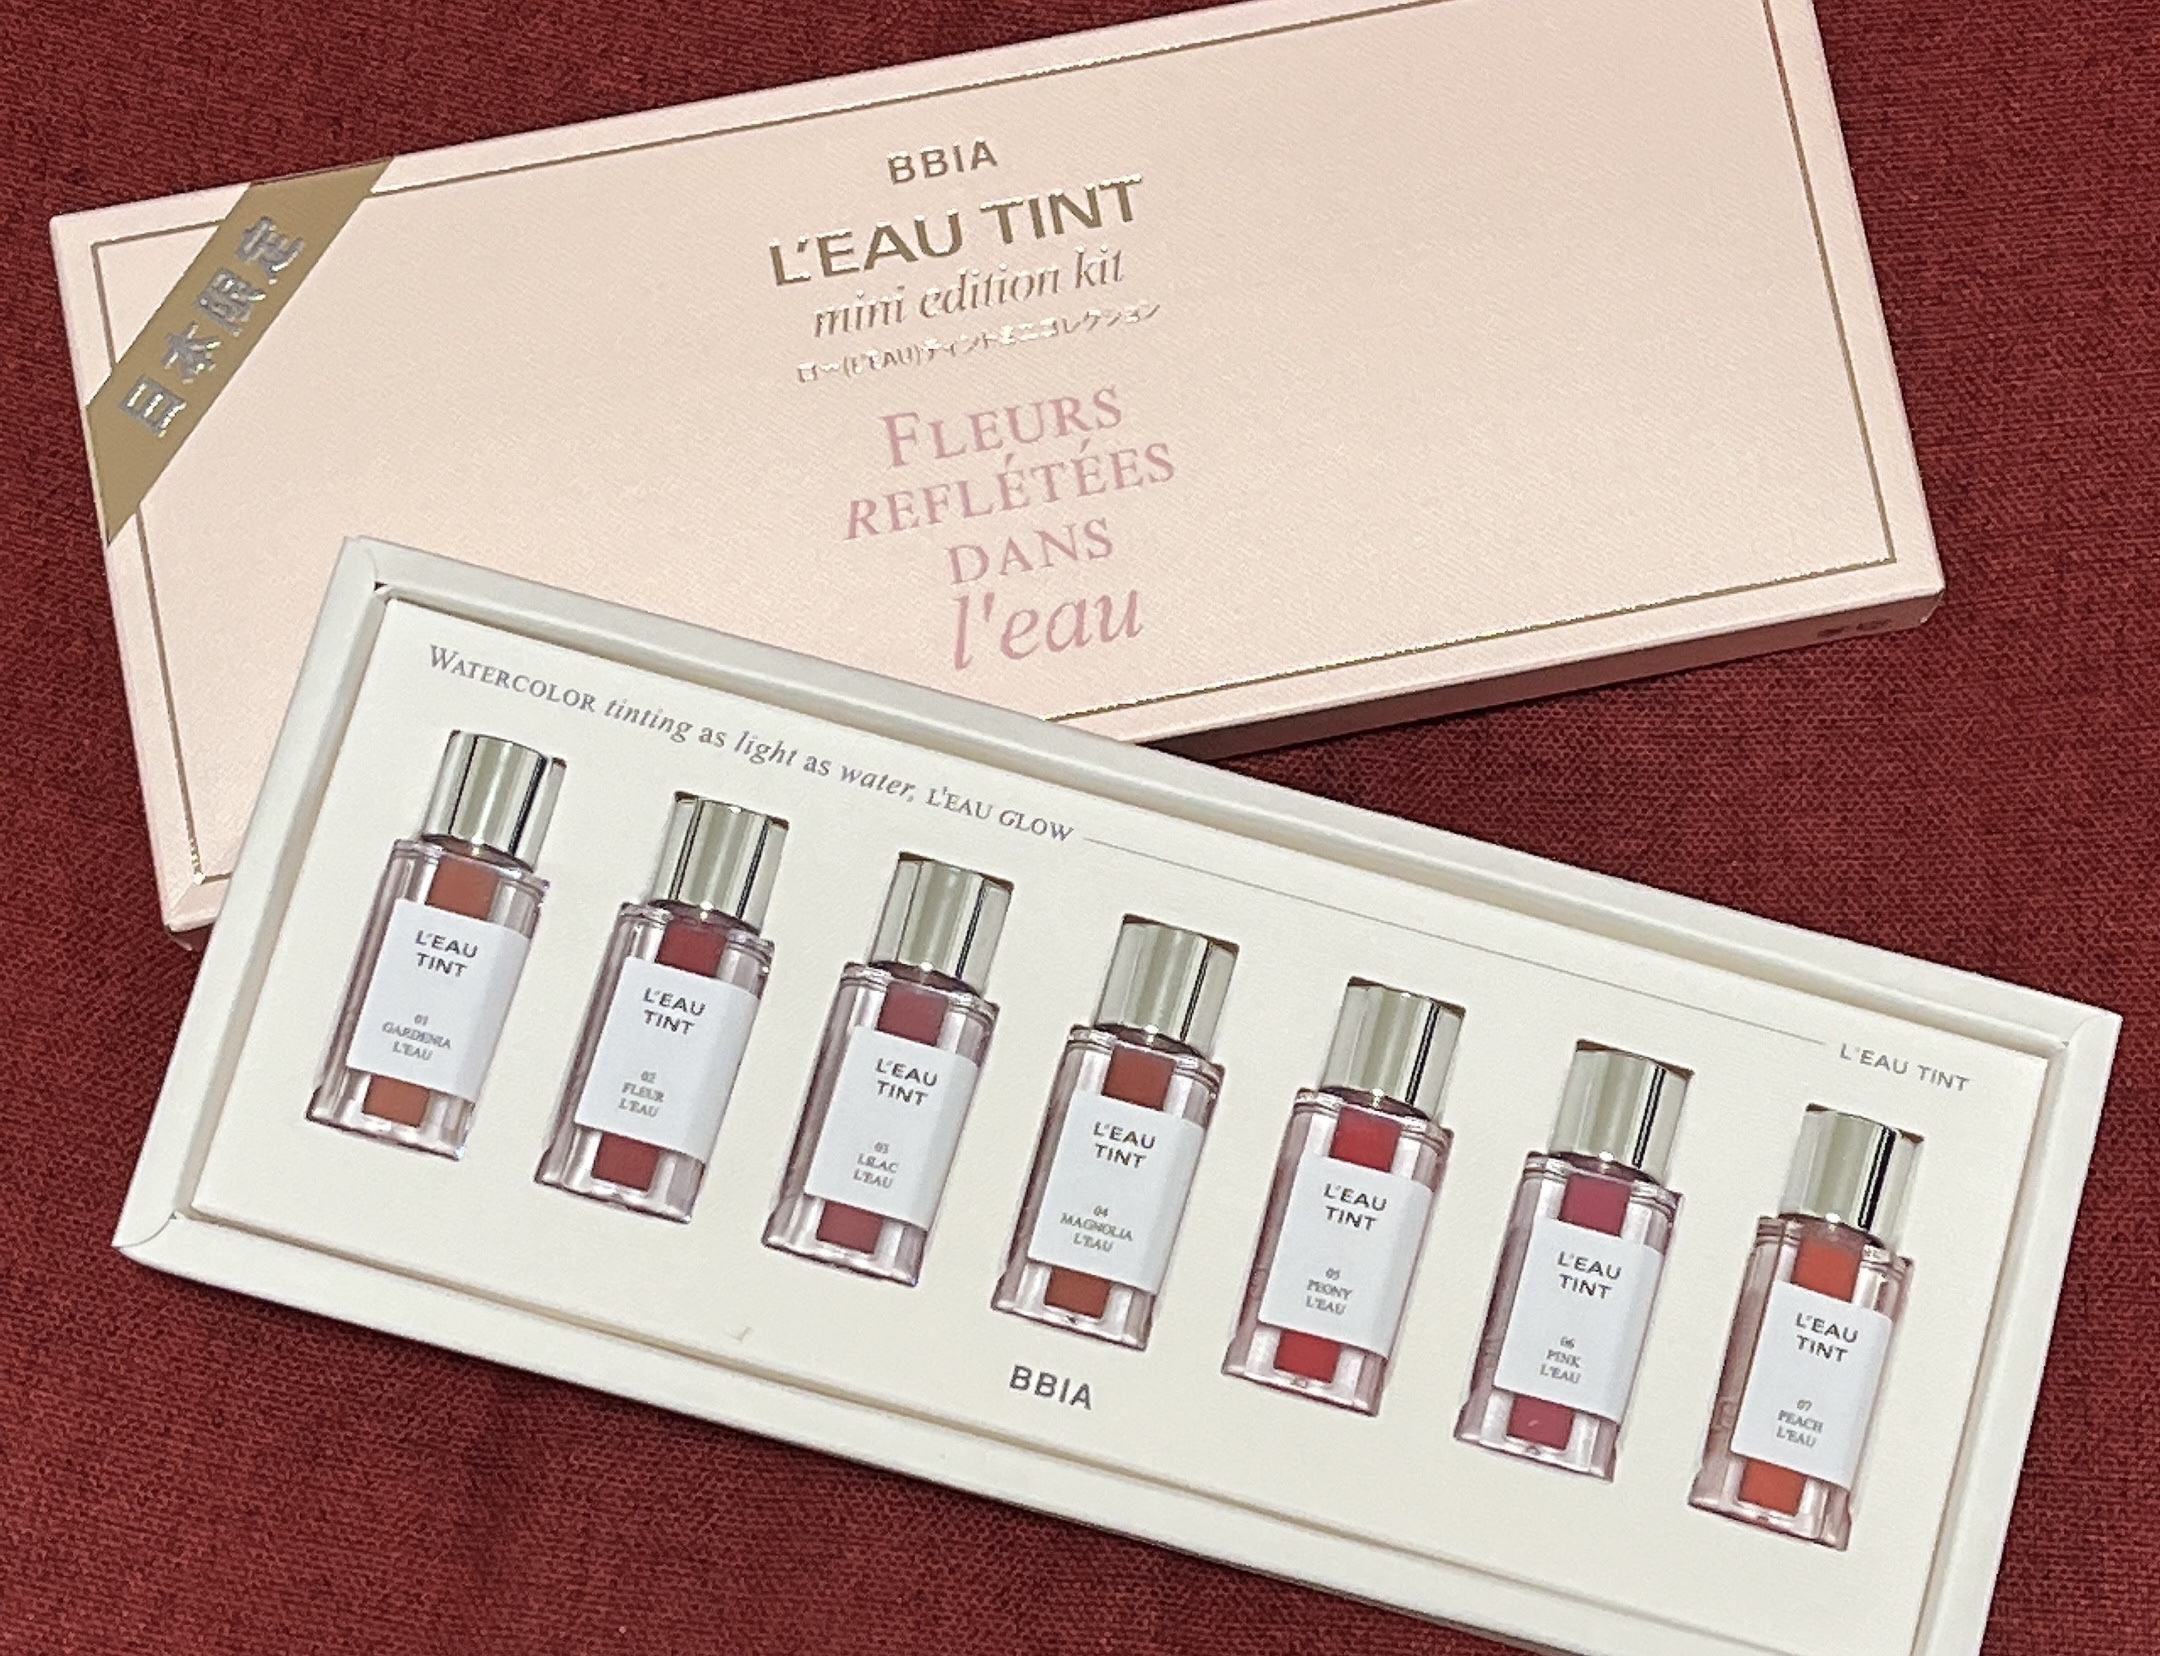 日本限定
BBIA
L'EAU TINT
mini edition kit
ロー(L'EAU)ティントミニコレクション
FLEURS
REFLÉTÉES
DANS
l'eau
WATERCOLOR tinting as light as water, L'EAU GLOW
L'EAU TINT
L'EAU
TINT
01
GARDENIA
L'EAU
L'EAU
TINT
02
FLEUR
L'EAU
L'EAU
TINT
03
LILAC
L'EAU
L'EAU
TINT
04
MAGNOLIA
L'EAU
L'EAU
TINT
05
PEONY
L'EAU
L'EAU
TINT
06
PINK
L'EAU
L'EAU
TINT
07
PEACH
L'EAU
BBIA